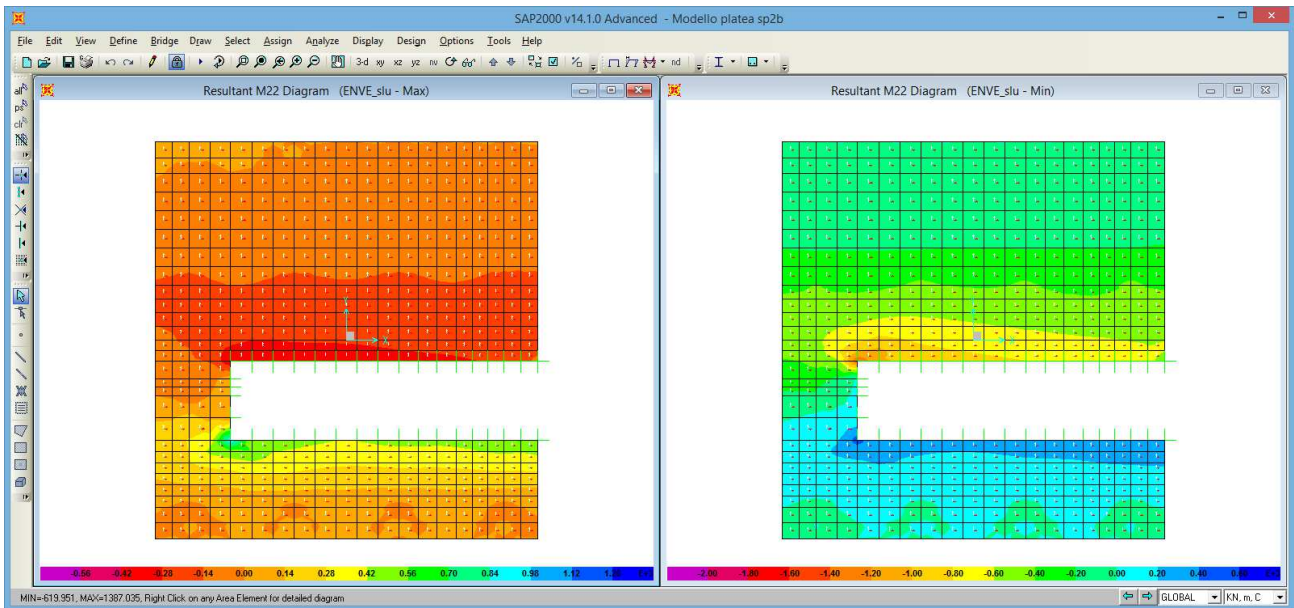 SAP2000 v14.1.0 Advanced - Modello platea sp2b
File Edit View Define Bridge Draw Select Assign Analyze Display Design Options Tools Help
3-d xy xz yz nv nd
all
ps
clr
Resultant M22 Diagram (ENVE_slu - Max)
Resultant M22 Diagram (ENVE_slu - Min)
Y
X
-0.56 -0.42 -0.28 -0.14 0.00 0.14 0.28 0.42 0.56 0.70 0.84 0.98 1.12
-2.00 -1.60 -1.40 -1.20 -1.00 -0.80 -0.60 -0.40 -0.20 0.00 0.20 0.40
MIN=-619.951, MAX=1387.035, Right Click on any Area Element for detailed diagram
GLOBAL
KN, m, C